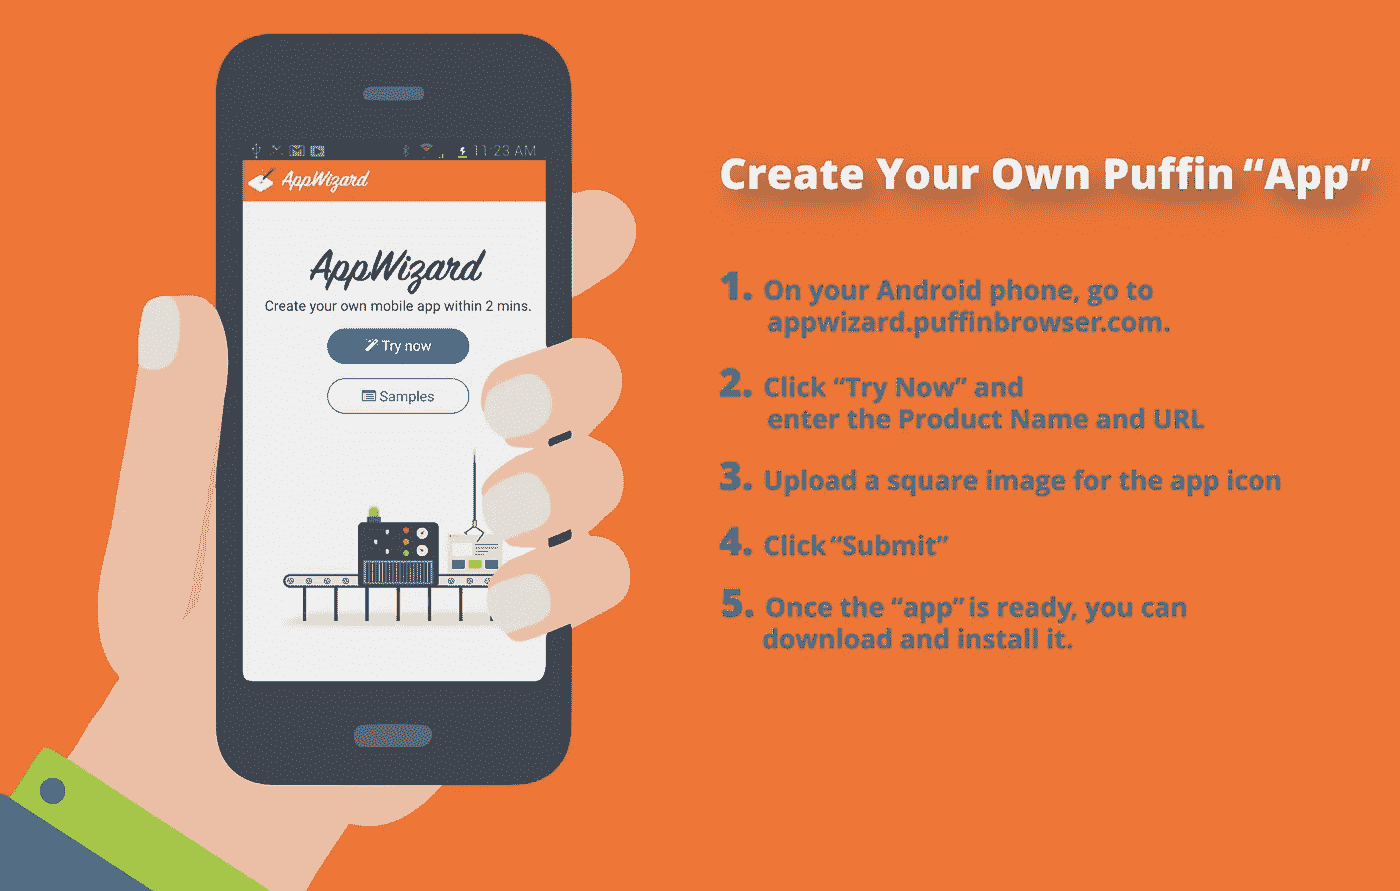 11:23 AM
AppWizard
AppWizard
Create your own mobile app within 2 mins.
Try now
Samples
Create Your Own Puffin “App”
1. On your Android phone, go to
appwizard.puffinbrowser.com.
2. Click “Try Now” and
enter the Product Name and URL
3. Upload a square image for the app icon
4. Click “Submit”
5. Once the “app” is ready, you can
download and install it.